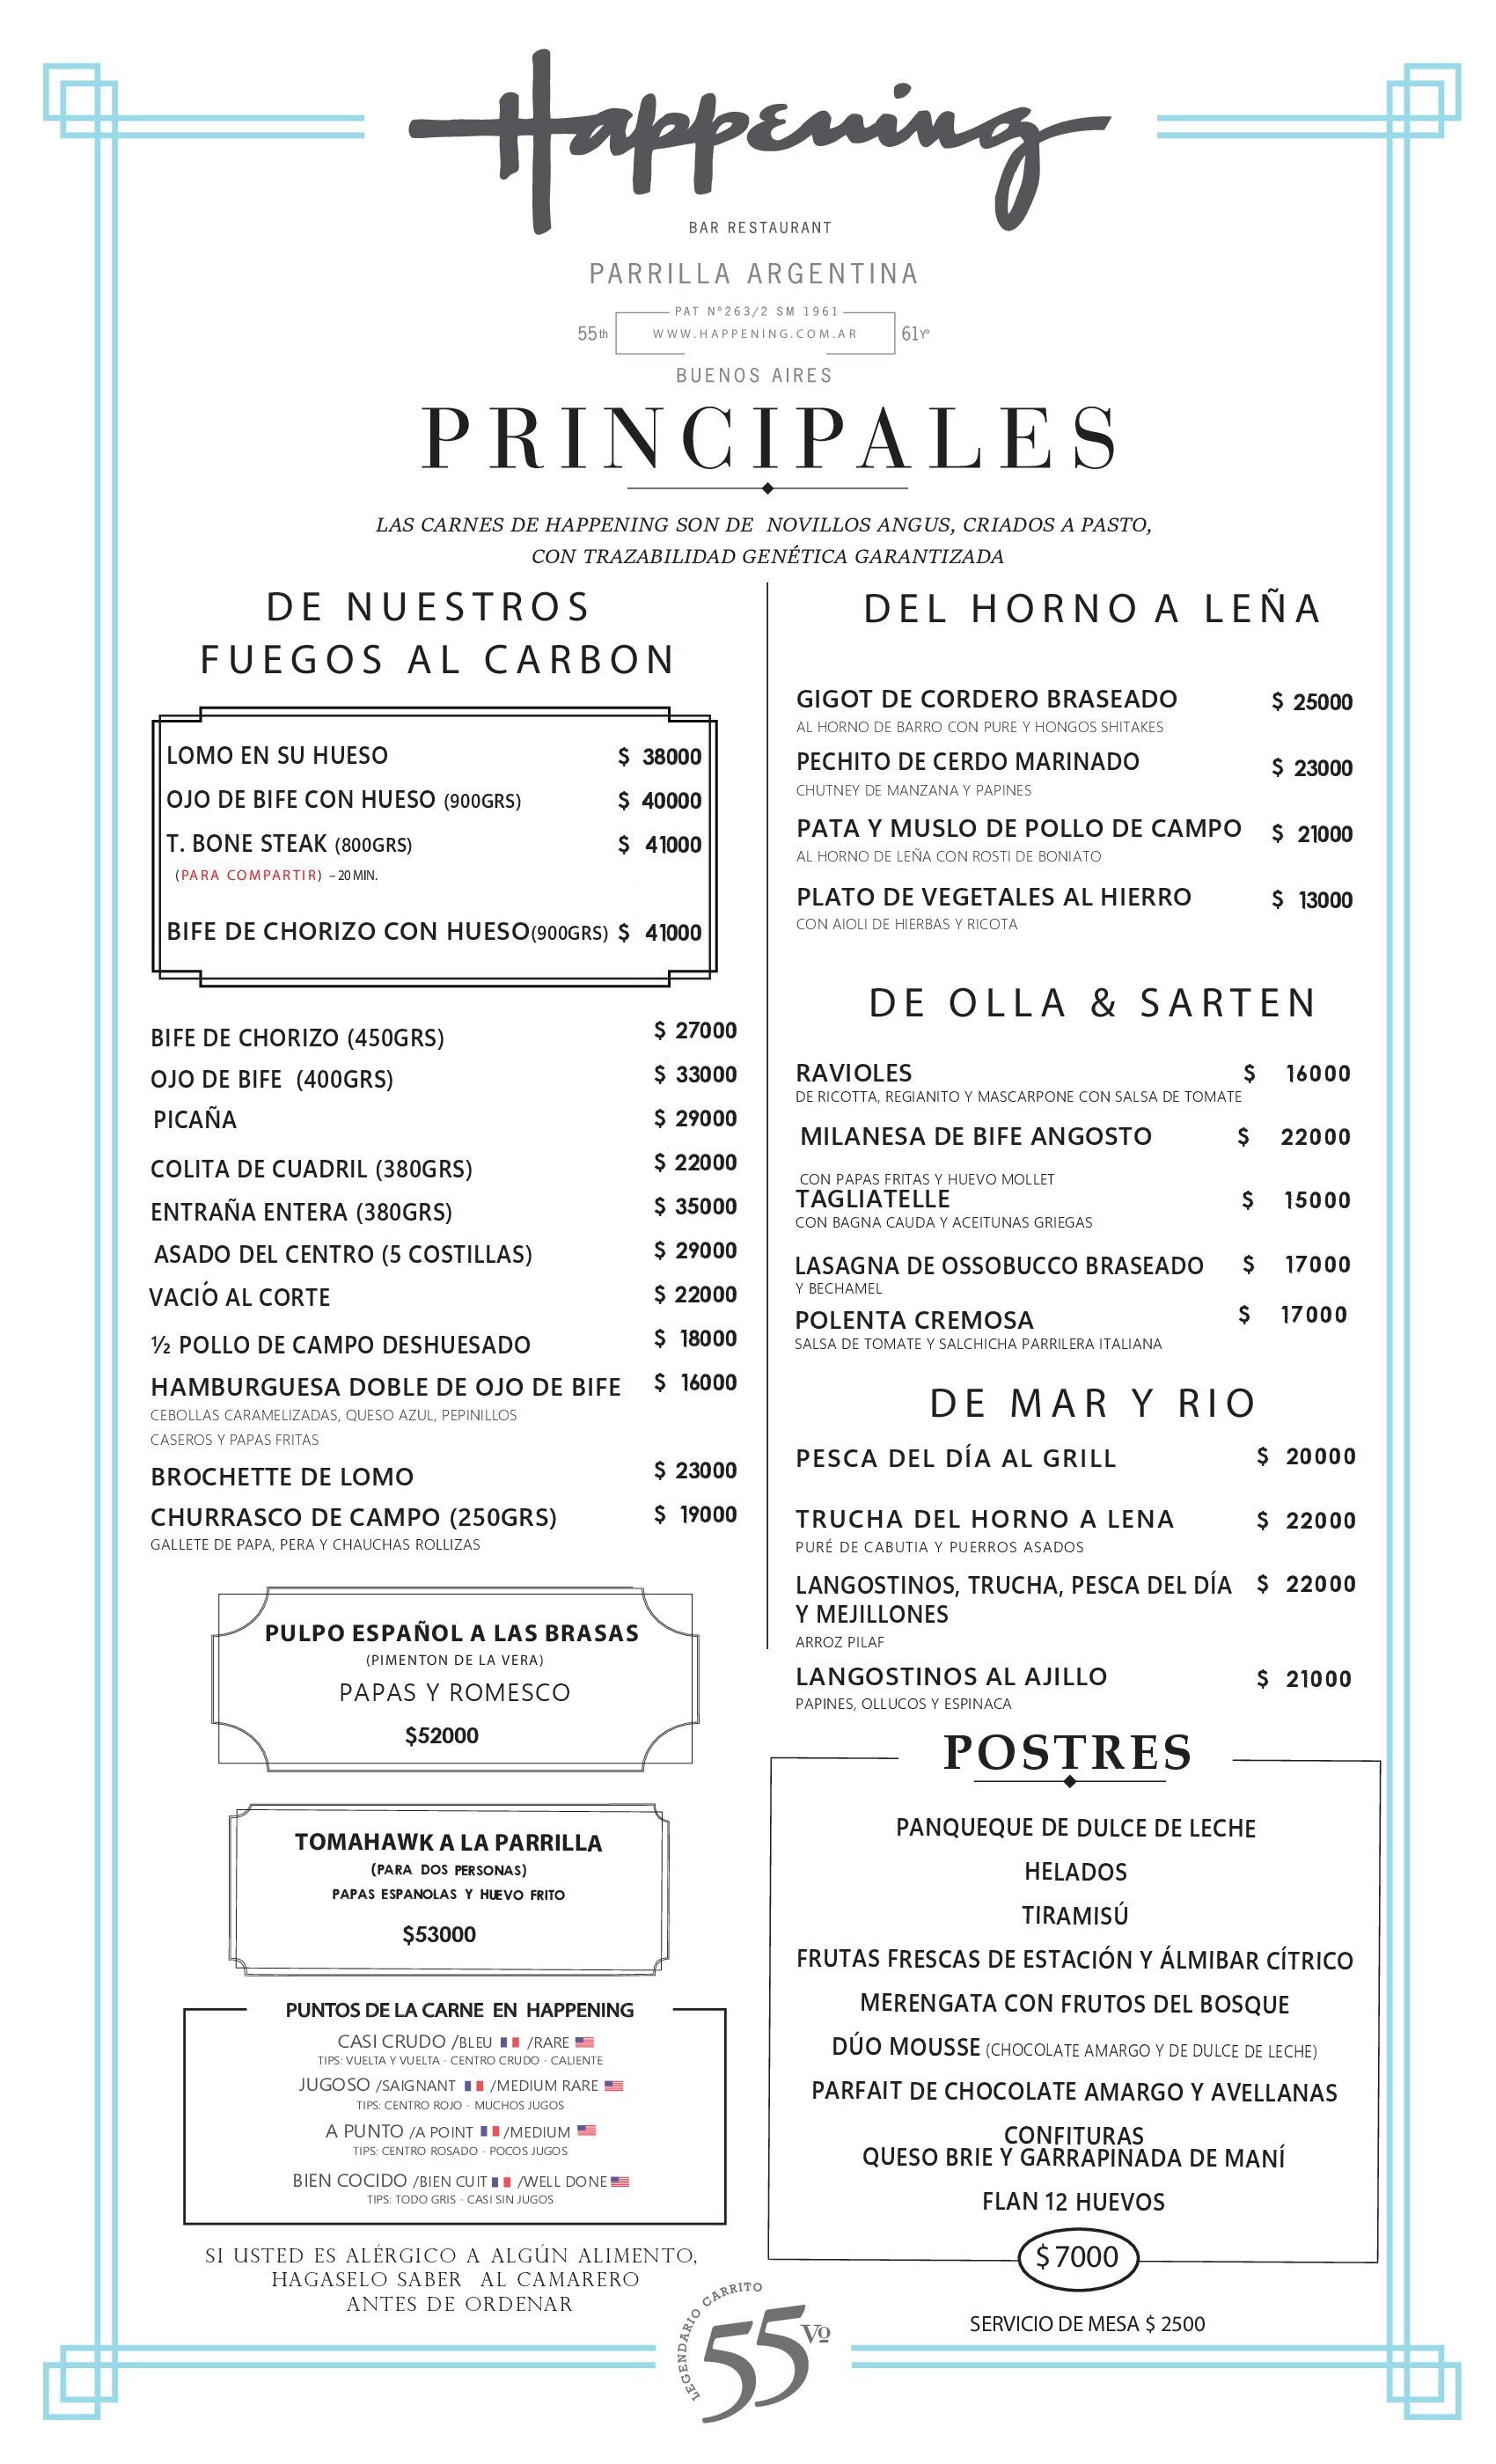 Happening
BAR RESTAURANT
PARRILLA ARGENTINA
PAT N°263/2 SM 1961
55th WWW.HAPPENING.COM.AR 61Yº
BUENOS AIRES
PRINCIPALES
LAS CARNES DE HAPPENING SON DE NOVILLOS ANGUS, CRIADOS A PASTO,
CON TRAZABILIDAD GENÉTICA GARANTIZADA
DE NUESTROS
FUEGOS AL CARBON
LOMO EN SU HUESO $ 38000
OJO DE BIFE CON HUESO (900GRS) $ 40000
T. BONE STEAK (800GRS) $ 41000
(PARA COMPARTIR) – 20 MIN.
BIFE DE CHORIZO CON HUESO(900GRS) $ 41000
BIFE DE CHORIZO (450GRS) $ 27000
OJO DE BIFE (400GRS) $ 33000
PICAÑA $ 29000
COLITA DE CUADRIL (380GRS) $ 22000
ENTRAÑA ENTERA (380GRS) $ 35000
ASADO DEL CENTRO (5 COSTILLAS) $ 29000
VACIÓ AL CORTE $ 22000
½ POLLO DE CAMPO DESHUESADO $ 18000
HAMBURGUESA DOBLE DE OJO DE BIFE $ 16000
CEBOLLAS CARAMELIZADAS, QUESO AZUL, PEPINILLOS
CASEROS Y PAPAS FRITAS
BROCHETTE DE LOMO $ 23000
CHURRASCO DE CAMPO (250GRS) $ 19000
GALLETE DE PAPA, PERA Y CHAUCHAS ROLLIZAS
PULPO ESPAÑOL A LAS BRASAS
(PIMENTON DE LA VERA)
PAPAS Y ROMESCO
$52000
TOMAHAWK A LA PARRILLA
(PARA DOS PERSONAS)
PAPAS ESPANOLAS Y HUEVO FRITO
$53000
PUNTOS DE LA CARNE EN HAPPENING
CASI CRUDO /BLEU /RARE
TIPS: VUELTA Y VUELTA - CENTRO CRUDO - CALIENTE
JUGOSO /SAIGNANT /MEDIUM RARE
TIPS: CENTRO ROJO - MUCHOS JUGOS
A PUNTO /A POINT /MEDIUM
TIPS: CENTRO ROSADO - POCOS JUGOS
BIEN COCIDO /BIEN CUIT /WELL DONE
TIPS: TODO GRIS - CASI SIN JUGOS
SI USTED ES ALÉRGICO A ALGÚN ALIMENTO,
HAGASELO SABER AL CAMARERO
ANTES DE ORDENAR
DEL HORNO A LEÑA
GIGOT DE CORDERO BRASEADO $ 25000
AL HORNO DE BARRO CON PURE Y HONGOS SHITAKES
PECHITO DE CERDO MARINADO $ 23000
CHUTNEY DE MANZANA Y PAPINES
PATA Y MUSLO DE POLLO DE CAMPO $ 21000
AL HORNO DE LEÑA CON ROSTI DE BONIATO
PLATO DE VEGETALES AL HIERRO $ 13000
CON AIOLI DE HIERBAS Y RICOTA
DE OLLA & SARTEN
RAVIOLES $ 16000
DE RICOTTA, REGIANITO Y MASCARPONE CON SALSA DE TOMATE
MILANESA DE BIFE ANGOSTO $ 22000
CON PAPAS FRITAS Y HUEVO MOLLET
TAGLIATELLE $ 15000
CON BAGNA CAUDA Y ACEITUNAS GRIEGAS
LASAGNA DE OSSOBUCCO BRASEADO $ 17000
Y BECHAMEL
POLENTA CREMOSA $ 17000
SALSA DE TOMATE Y SALCHICHA PARRILERA ITALIANA
DE MAR Y RIO
PESCA DEL DÍA AL GRILL $ 20000
TRUCHA DEL HORNO A LENA $ 22000
PURÉ DE CABUTIA Y PUERROS ASADOS
LANGOSTINOS, TRUCHA, PESCA DEL DÍA $ 22000
Y MEJILLONES
ARROZ PILAF
LANGOSTINOS AL AJILLO $ 21000
PAPINES, OLLUCOS Y ESPINACA
POSTRES
PANQUEQUE DE DULCE DE LECHE
HELADOS
TIRAMISÚ
FRUTAS FRESCAS DE ESTACIÓN Y ÁLMIBAR CÍTRICO
MERENGATA CON FRUTOS DEL BOSQUE
DÚO MOUSSE (CHOCOLATE AMARGO Y DE DULCE DE LECHE)
PARFAIT DE CHOCOLATE AMARGO Y AVELLANAS
CONFITURAS
QUESO BRIE Y GARRAPINADA DE MANÍ
FLAN 12 HUEVOS
$ 7000
SERVICIO DE MESA $ 2500
LEGENDARIO CARRITO
55 Vº